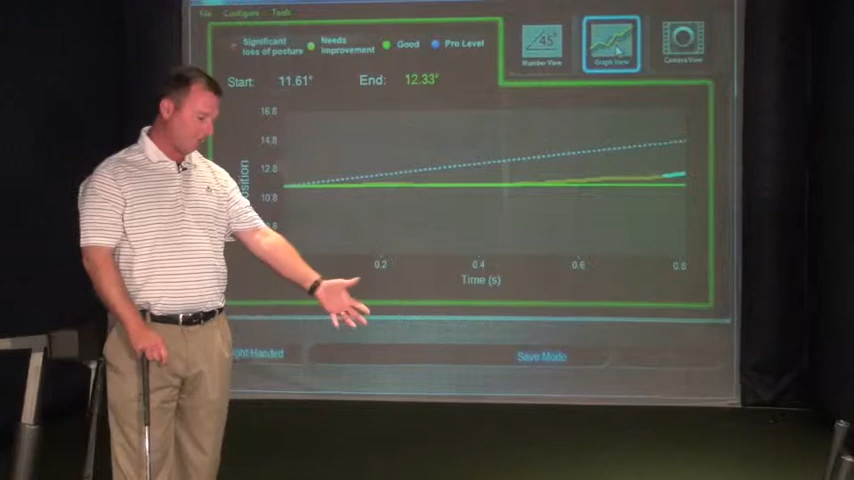 File Configure Tools
Significant
loss of posture
Needs
Improvement
Good
Pro Level
45°
Number View
Graph View
Camera View
Start: 11.61° End: 12.33°
16.8
14.8
12.8
10.8
0.2 0.4 0.6 0.8
Time (s)
Save Mode